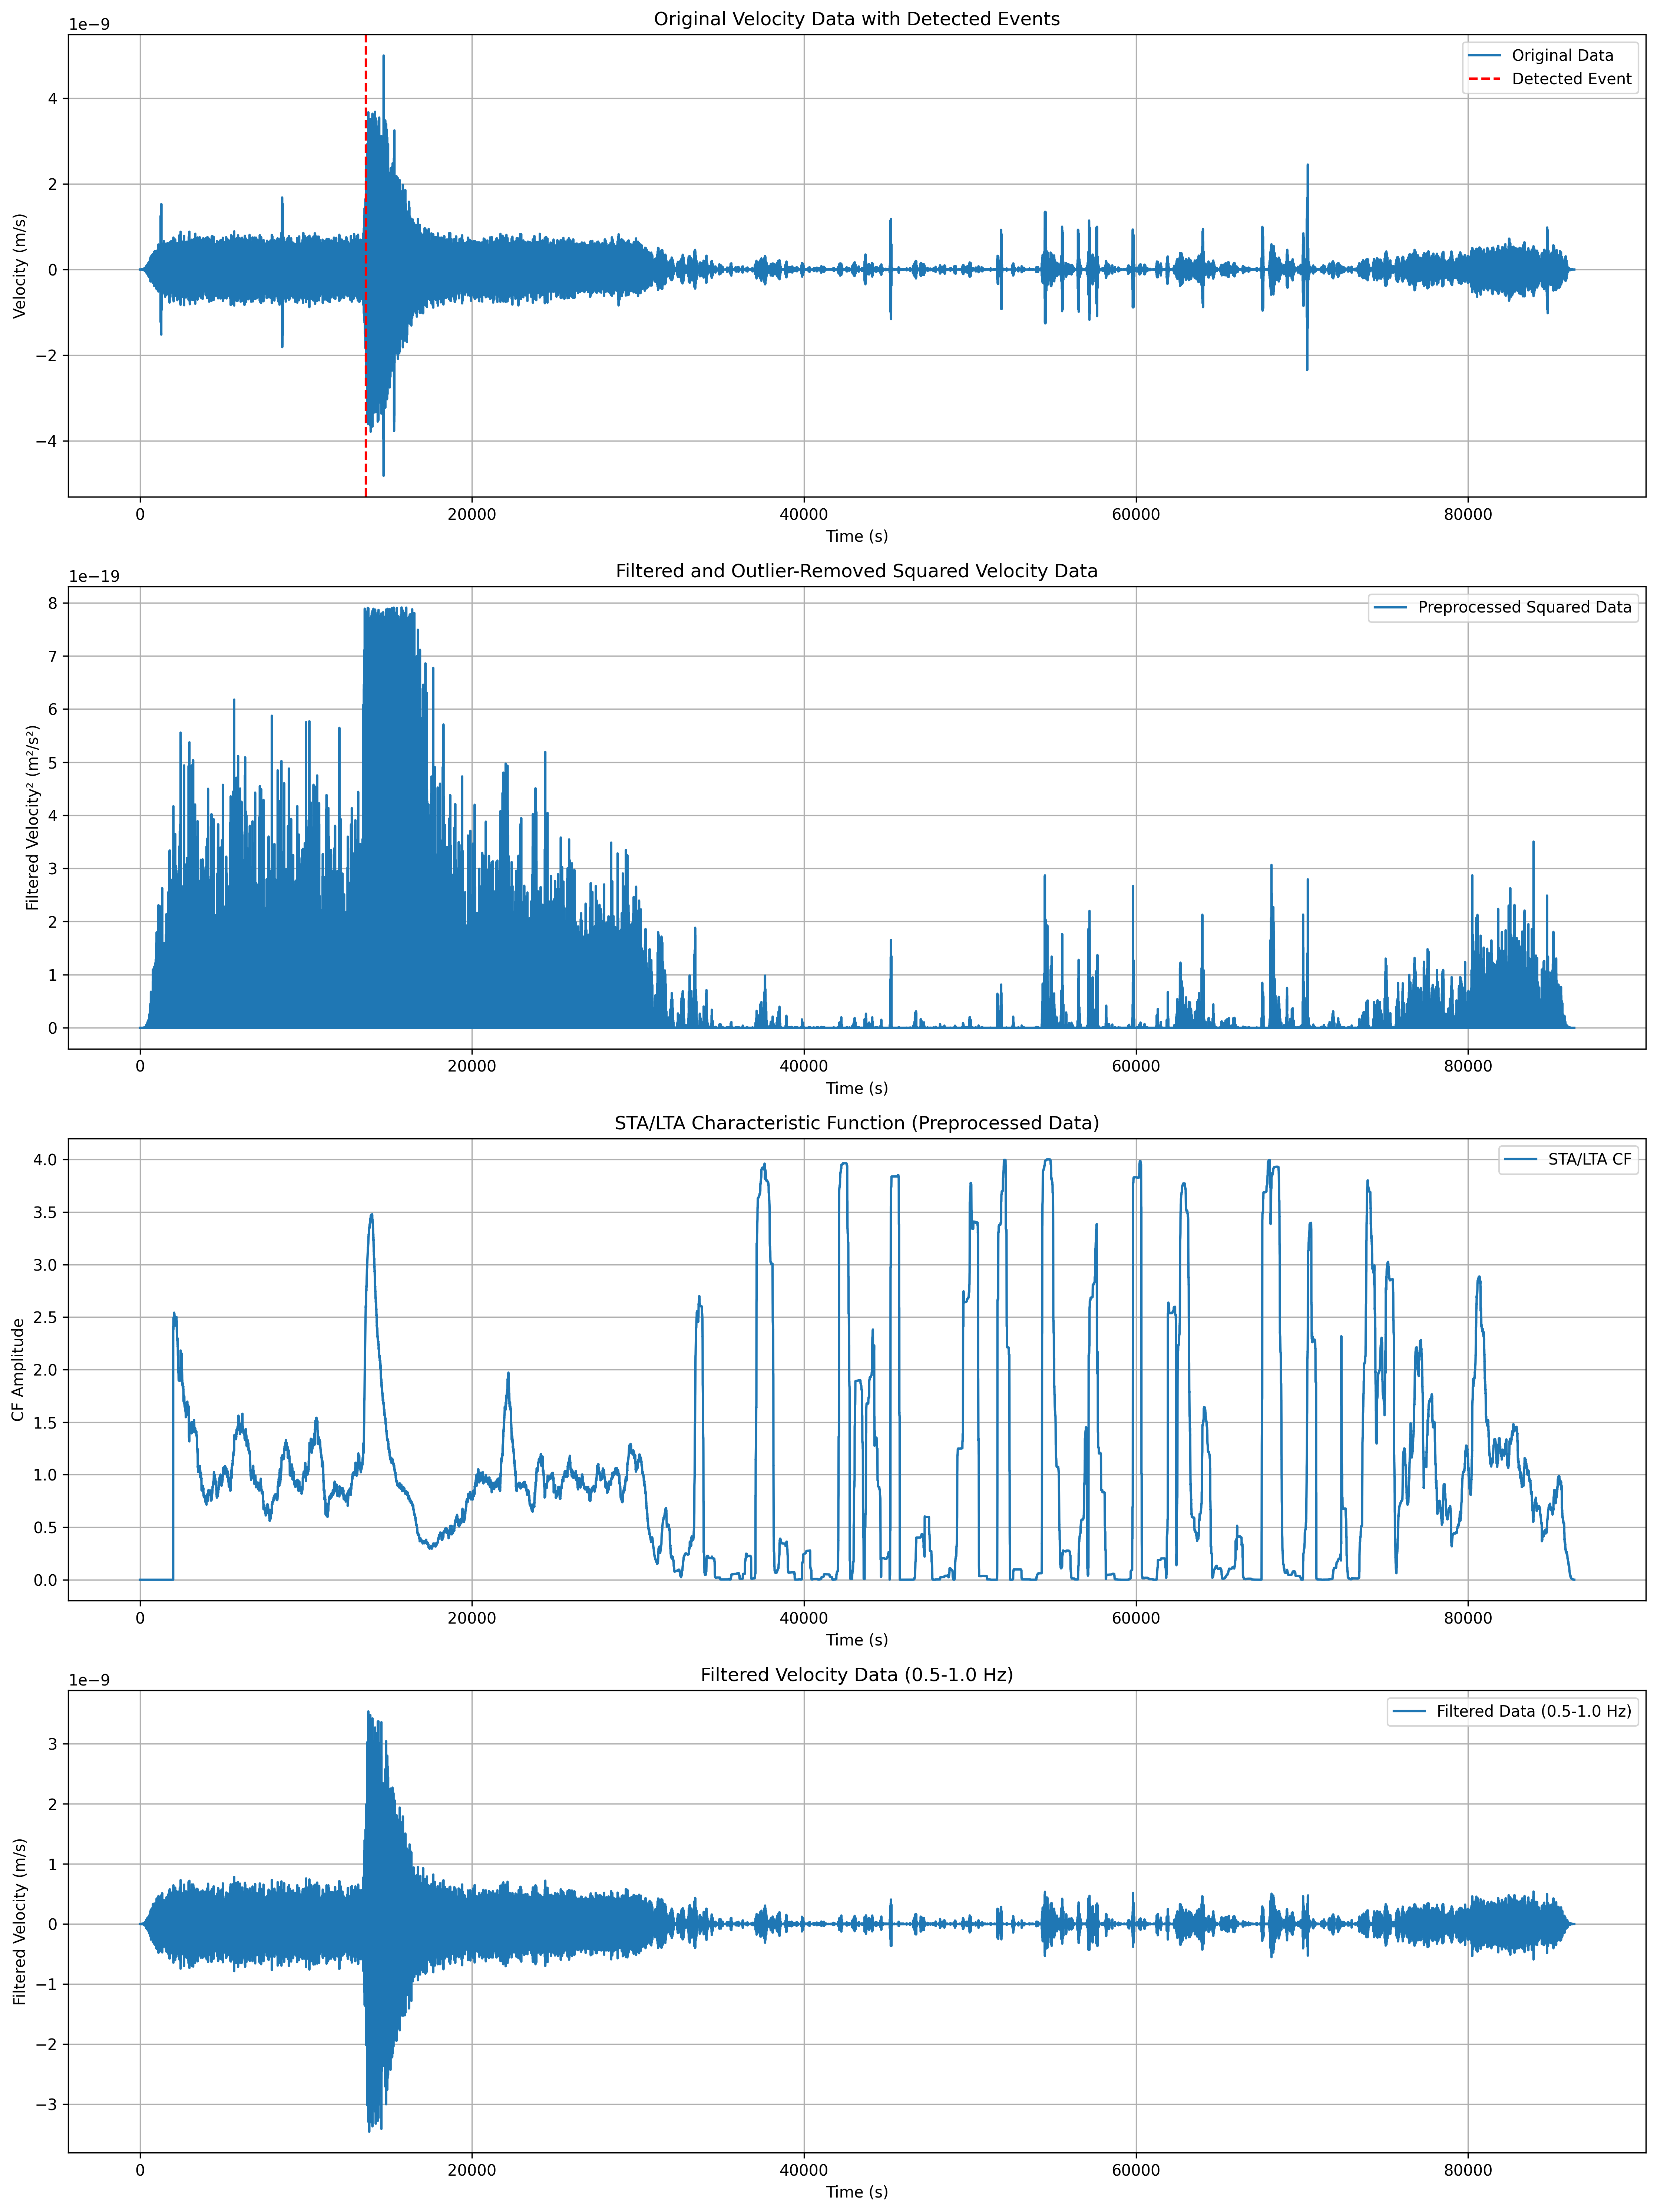 Original Velocity Data with Detected Events
1e−9
Original Data
Detected Event
4
2
0
−2
−4
Velocity (m/s)
0 20000 40000 60000 80000
Time (s)
Filtered and Outlier-Removed Squared Velocity Data
1e−19
Preprocessed Squared Data
8
7
6
5
4
3
2
1
0
Filtered Velocity² (m²/s²)
0 20000 40000 60000 80000
Time (s)
STA/LTA Characteristic Function (Preprocessed Data)
STA/LTA CF
4.0
3.5
3.0
2.5
2.0
1.5
1.0
0.5
0.0
CF Amplitude
0 20000 40000 60000 80000
Time (s)
Filtered Velocity Data (0.5-1.0 Hz)
1e−9
Filtered Data (0.5-1.0 Hz)
3
2
1
0
−1
−2
−3
Filtered Velocity (m/s)
0 20000 40000 60000 80000
Time (s)